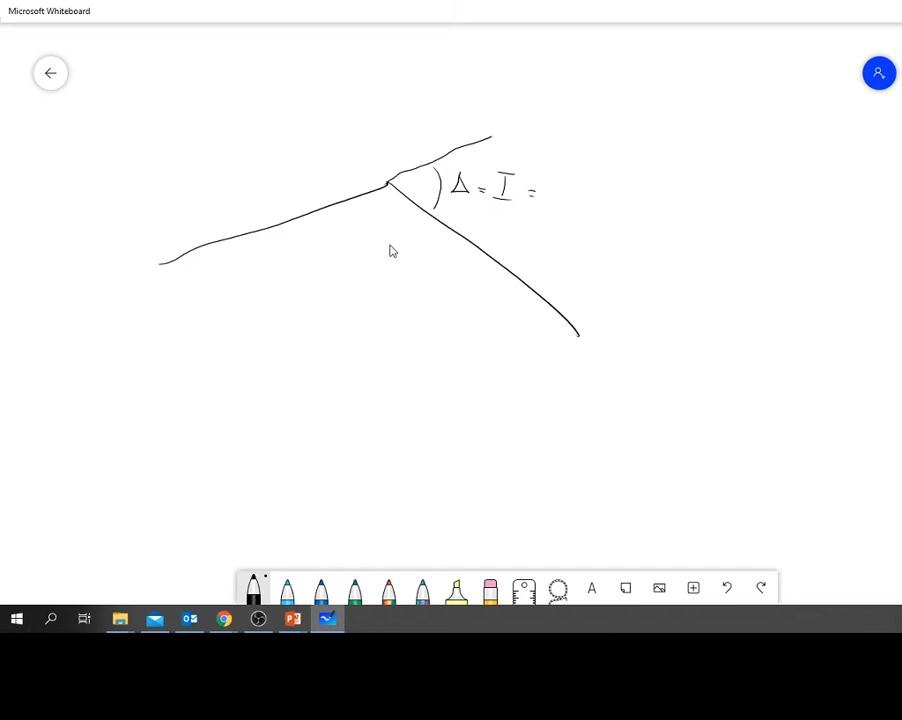 Microsoft Whiteboard
Δ = I =
A